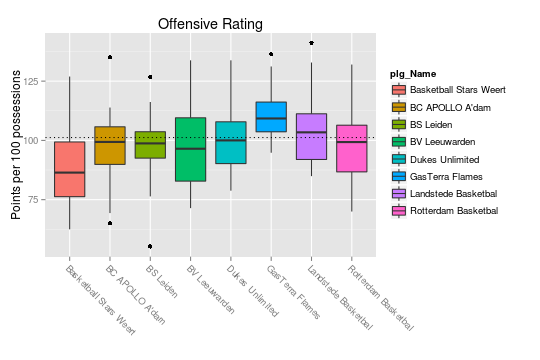 Offensive Rating
Points per 100 possessions
125
100
75
Basketball Stars Weert
BC APOLLO A'dam
BS Leiden
BV Leeuwarden
Dukes Unlimited
GasTerra Flames
Landstede Basketbal
Rotterdam Basketbal
plg_Name
Basketball Stars Weert
BC APOLLO A'dam
BS Leiden
BV Leeuwarden
Dukes Unlimited
GasTerra Flames
Landstede Basketbal
Rotterdam Basketbal